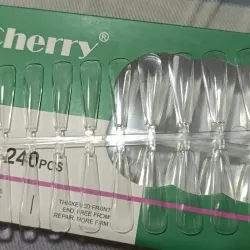 cherry®
240PCS
THICKENED FRONT
END, FREE FROM
REPAIR, MORE FIRM